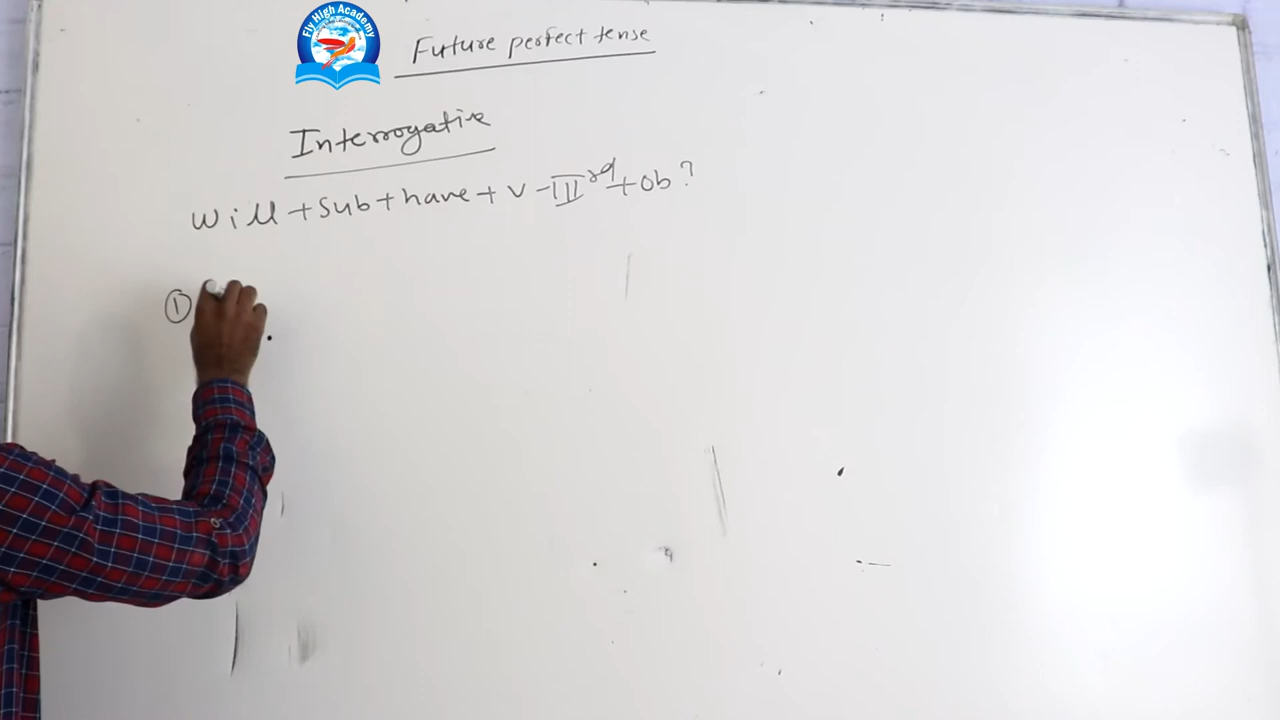 Fly High Academy
Future perfect tense
Interrogative
Will + Sub + have + V - III rd + Ob ?
①